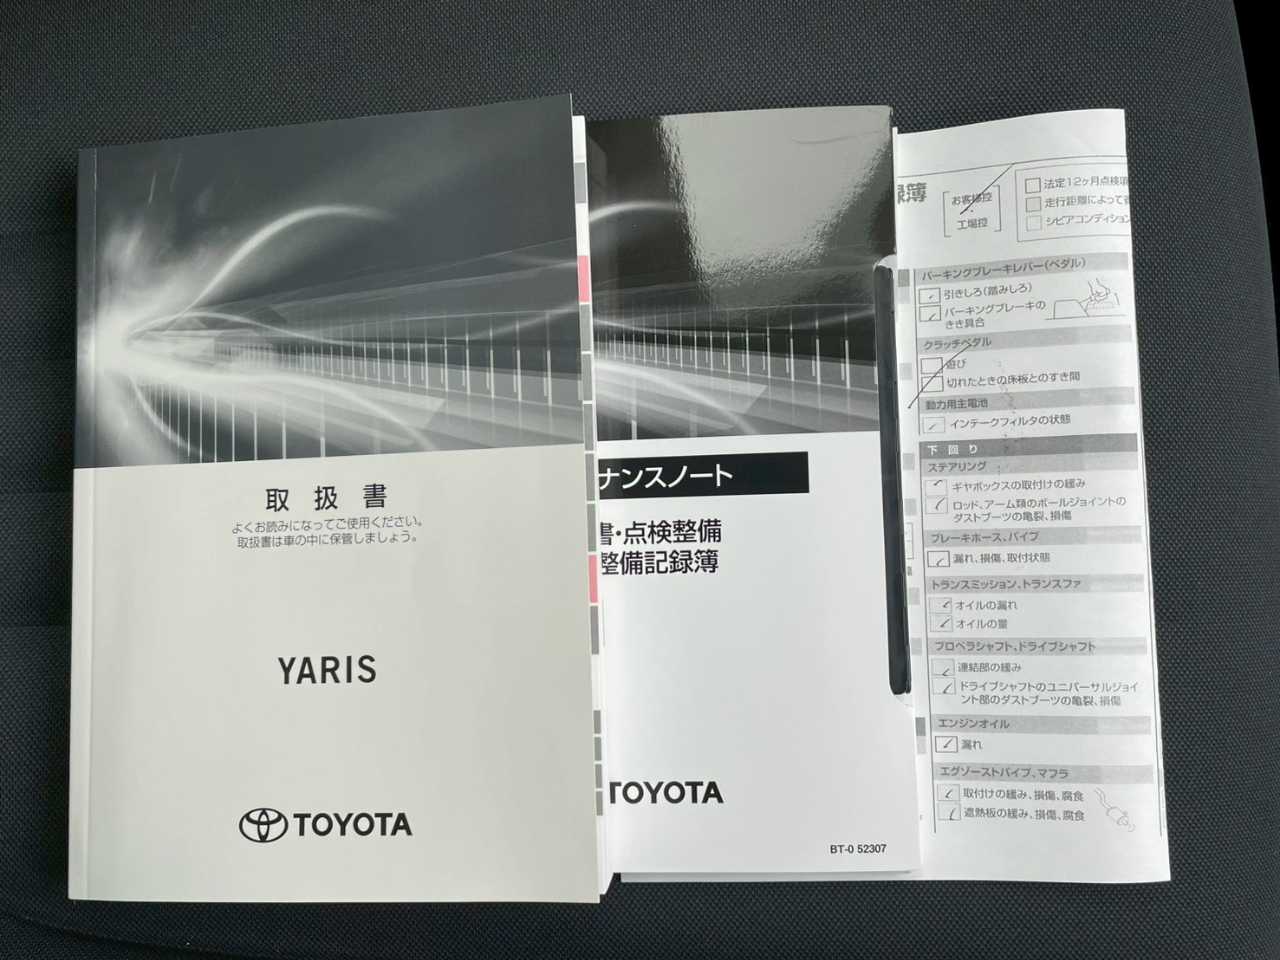 取扱書
よくお読みになってご使用ください。
取扱書は車の中に保管しましょう。
YARIS
TOYOTA
ナンスノート
書・点検整備
整備記録簿
TOYOTA
BT-0 52307
録簿
お客様控
工場控
法定12ヶ月点検項
走行距離によって省
シビアコンディション
パーキングブレーキレバー(ペダル)
引きしろ(踏みしろ)
パーキングブレーキの
きき具合
クラッチペダル
遊び
切れたときの床板とのすき間
動力用主電池
インテークフィルタの状態
下回り
ステアリング
ギヤボックスの取付けの緩み
ロッド、アーム類のボールジョイントの
ダストブーツの亀裂、損傷
ブレーキホース、パイプ
漏れ、損傷、取付状態
トランスミッション、トランスファ
オイルの漏れ
オイルの量
プロペラシャフト、ドライブシャフト
連結部の緩み
ドライブシャフトのユニバーサルジョイ
ント部のダストブーツの亀裂、損傷
エンジンオイル
漏れ
エグゾーストパイプ、マフラ
取付けの緩み、損傷、腐食
遮熱板の緩み、損傷、腐食